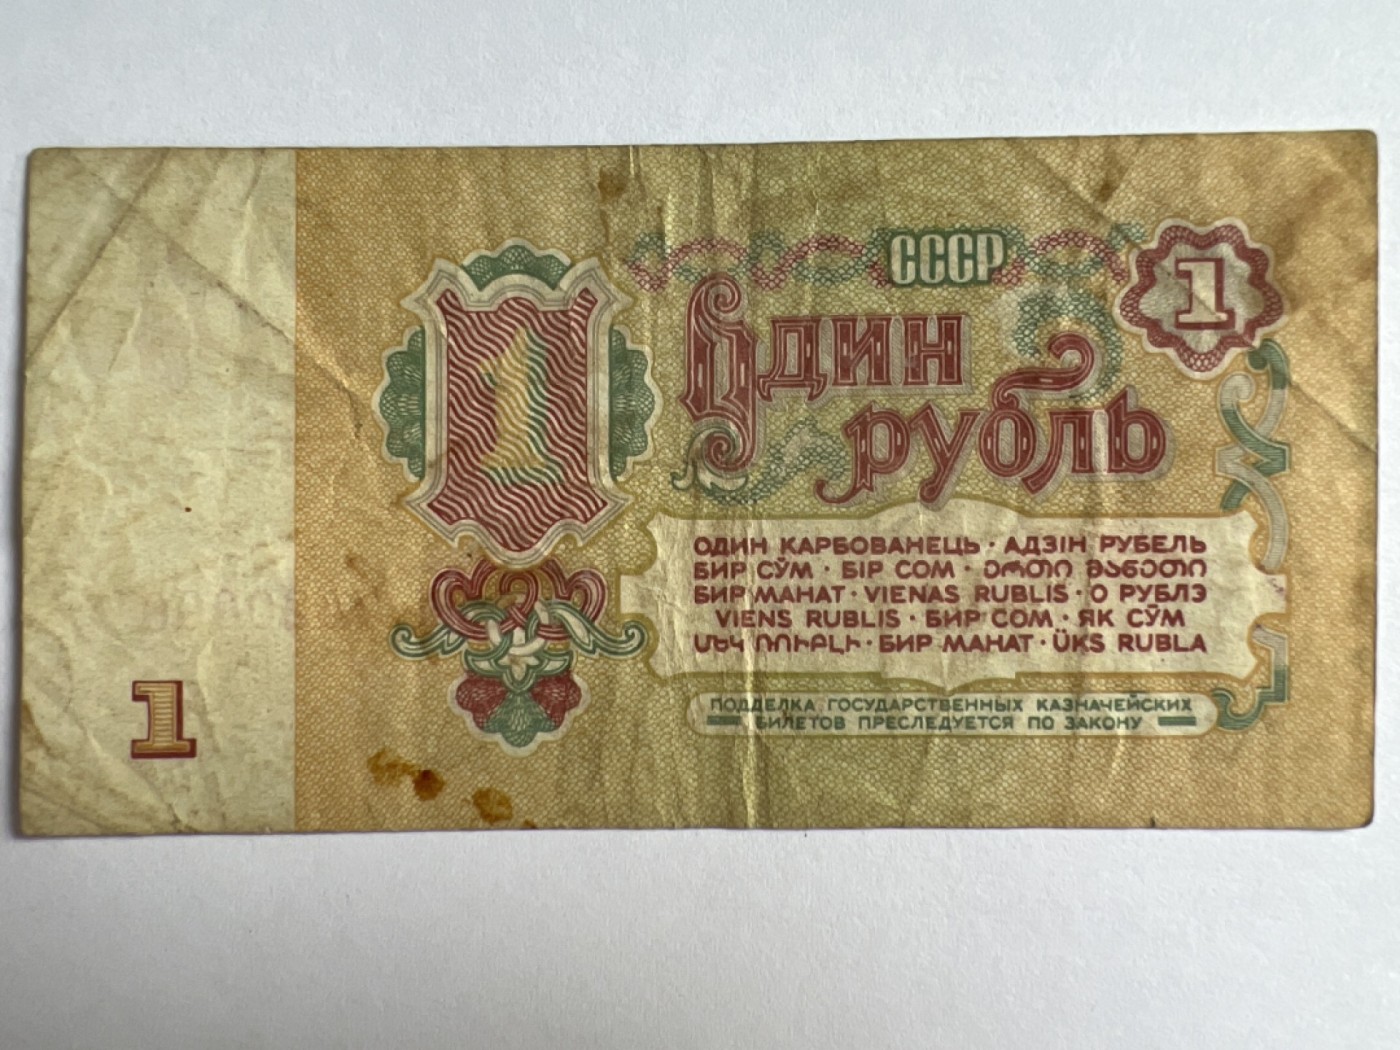 СССР
1
1
Один
рубль
ОДИН КАРБОВАНЕЦЬ · АДЗІН РУБЕЛЬ
БИР СЎМ · БІР СОМ · ᲔᲠᲗᲘ ᲛᲐᲜᲔᲗᲘ
БИР МАНАТ · VIENAS RUBLIS · О РУБЛЭ
VIENS RUBLIS · БИР СОМ · ЯК СЎМ
ՄԵԿ ՌՈՒԲԼԻ · БИР МАНАТ · ÜKS RUBLA
ПОДДЕЛКА ГОСУДАРСТВЕННЫХ КАЗНАЧЕЙСКИХ
БИЛЕТОВ ПРЕСЛЕДУЕТСЯ ПО ЗАКОНУ
1